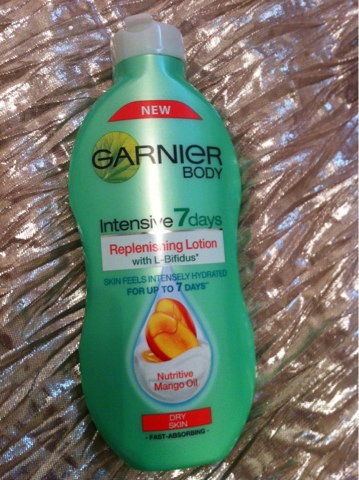 NEW
GARNIER
BODY
Intensive 7days
Replenishing Lotion
with L-Bifidus*
SKIN FEELS INTENSELY HYDRATED
FOR UP TO 7 DAYS**
Nutritive
Mango Oil
DRY
SKIN
- FAST-ABSORBING -